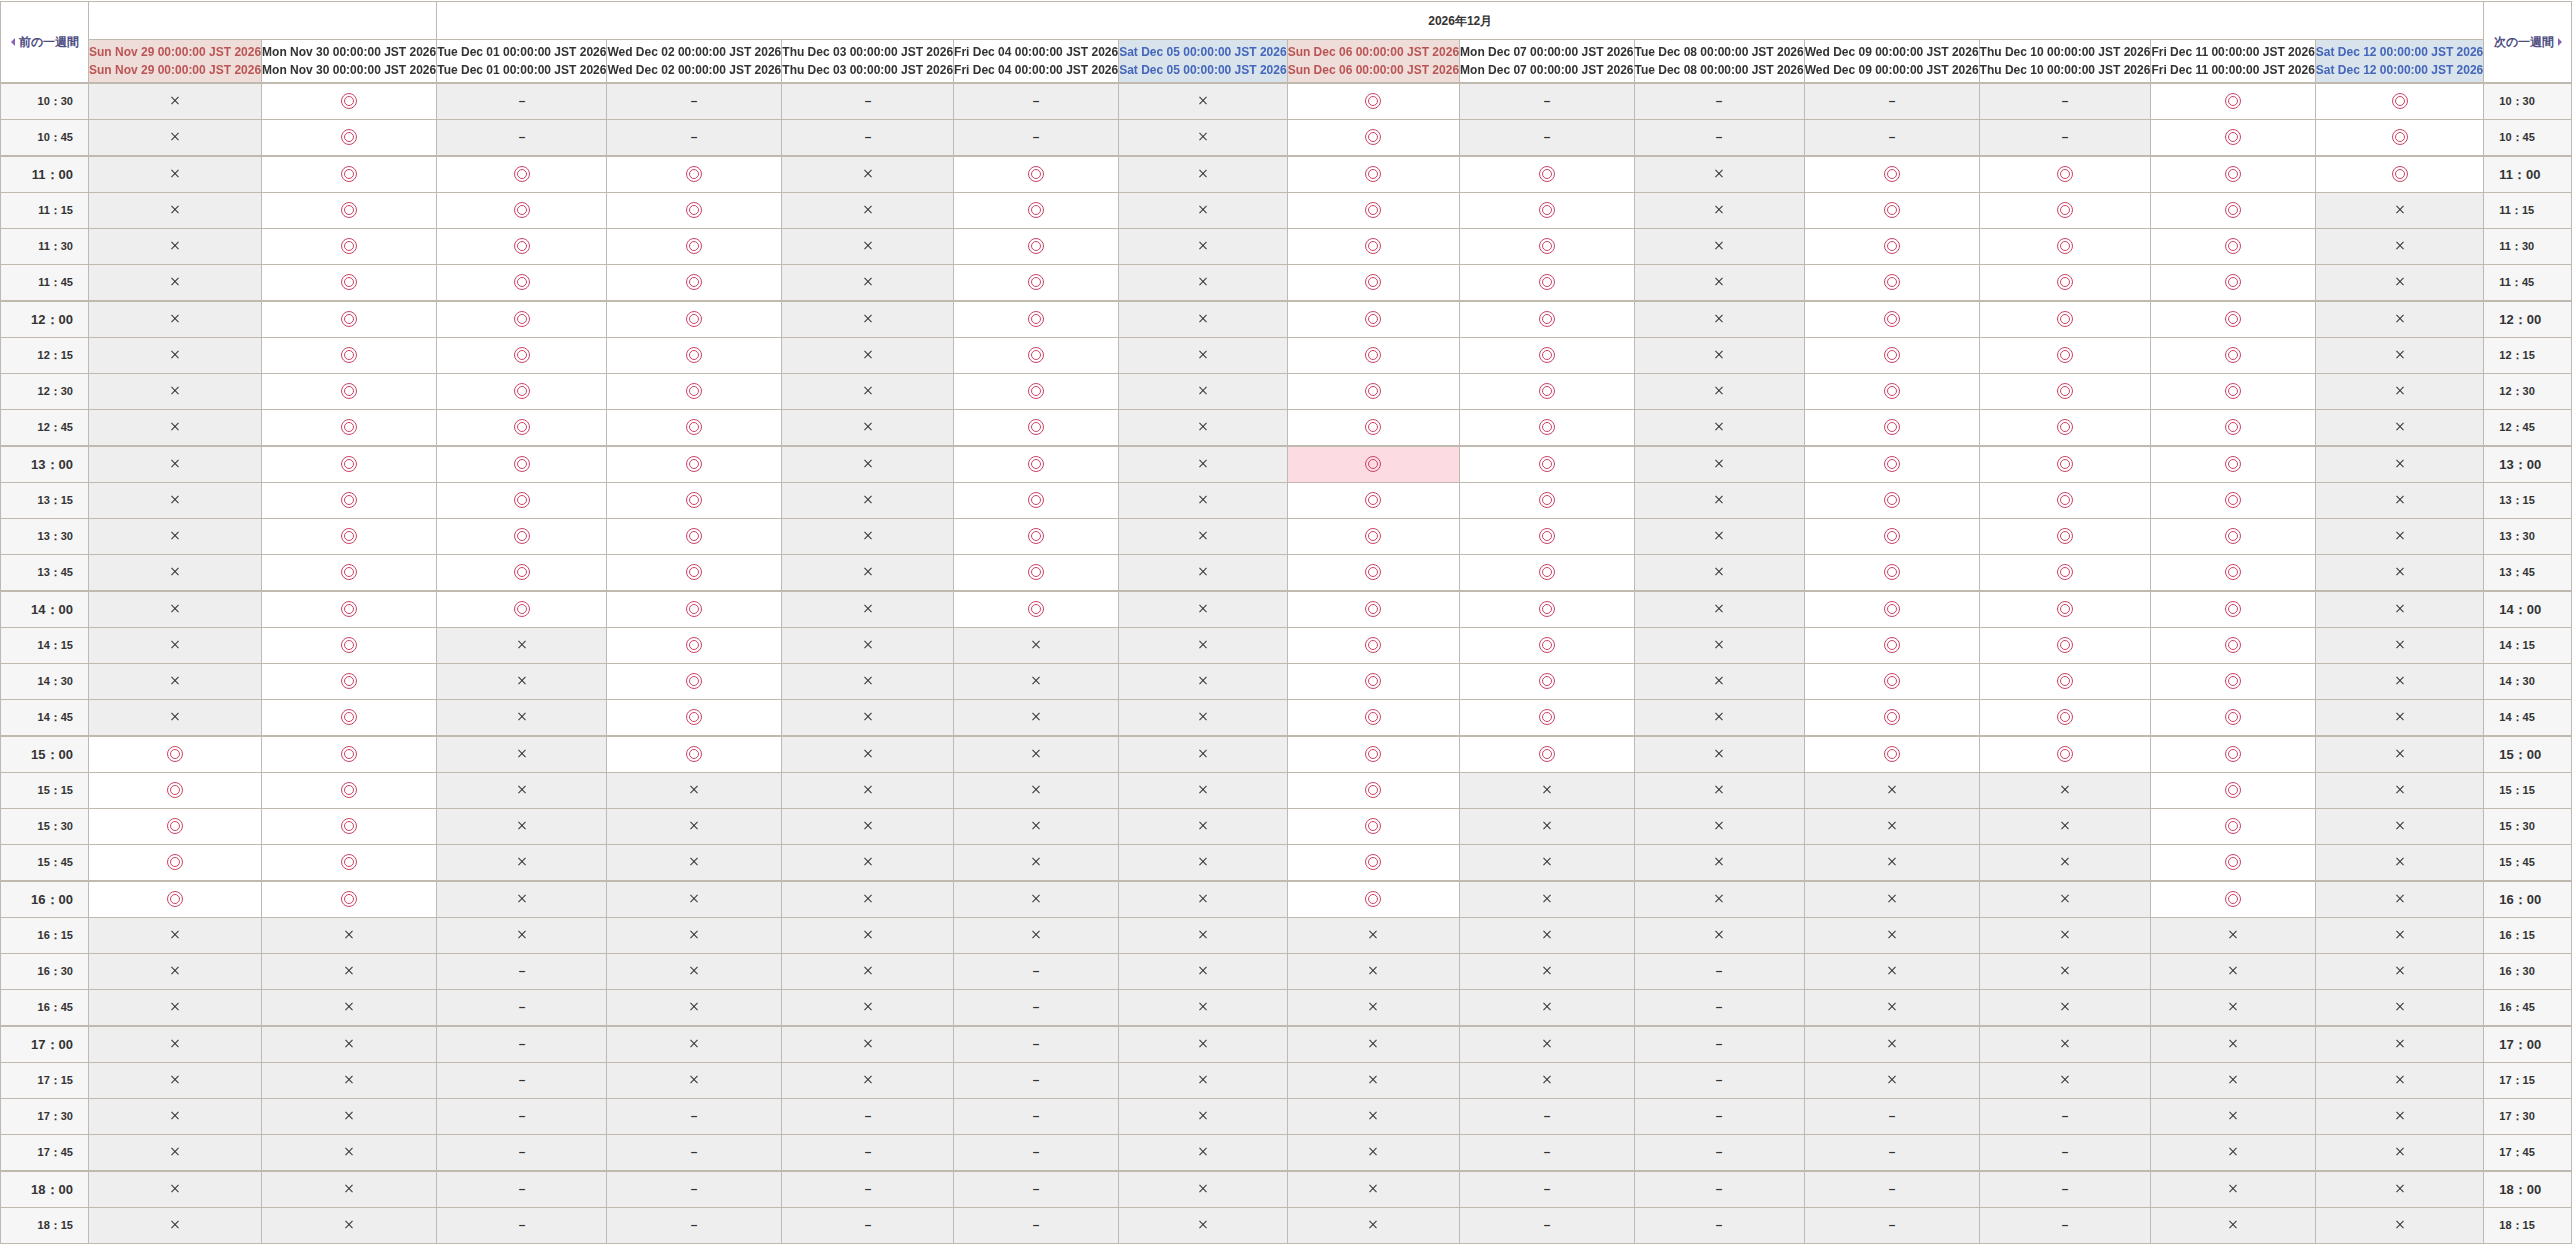 2026年12月
前の一週間 次の一週間
Sun Nov 29 00:00:00 JST 2026 Mon Nov 30 00:00:00 JST 2026 Tue Dec 01 00:00:00 JST 2026 Wed Dec 02 00:00:00 JST 2026 Thu Dec 03 00:00:00 JST 2026 Fri Dec 04 00:00:00 JST 2026 Sat Dec 05 00:00:00 JST 2026 Sun Dec 06 00:00:00 JST 2026 Mon Dec 07 00:00:00 JST 2026 Tue Dec 08 00:00:00 JST 2026 Wed Dec 09 00:00:00 JST 2026 Thu Dec 10 00:00:00 JST 2026 Fri Dec 11 00:00:00 JST 2026 Sat Dec 12 00:00:00 JST 2026
Sun Nov 29 00:00:00 JST 2026 Mon Nov 30 00:00:00 JST 2026 Tue Dec 01 00:00:00 JST 2026 Wed Dec 02 00:00:00 JST 2026 Thu Dec 03 00:00:00 JST 2026 Fri Dec 04 00:00:00 JST 2026 Sat Dec 05 00:00:00 JST 2026 Sun Dec 06 00:00:00 JST 2026 Mon Dec 07 00:00:00 JST 2026 Tue Dec 08 00:00:00 JST 2026 Wed Dec 09 00:00:00 JST 2026 Thu Dec 10 00:00:00 JST 2026 Fri Dec 11 00:00:00 JST 2026 Sat Dec 12 00:00:00 JST 2026
10：30 × ◎ － － － － × ◎ － － － － ◎ ◎ 10：30
10：45 × ◎ － － － － × ◎ － － － － ◎ ◎ 10：45
11：00 × ◎ ◎ ◎ × ◎ × ◎ ◎ × ◎ ◎ ◎ ◎ 11：00
11：15 × ◎ ◎ ◎ × ◎ × ◎ ◎ × ◎ ◎ ◎ × 11：15
11：30 × ◎ ◎ ◎ × ◎ × ◎ ◎ × ◎ ◎ ◎ × 11：30
11：45 × ◎ ◎ ◎ × ◎ × ◎ ◎ × ◎ ◎ ◎ × 11：45
12：00 × ◎ ◎ ◎ × ◎ × ◎ ◎ × ◎ ◎ ◎ × 12：00
12：15 × ◎ ◎ ◎ × ◎ × ◎ ◎ × ◎ ◎ ◎ × 12：15
12：30 × ◎ ◎ ◎ × ◎ × ◎ ◎ × ◎ ◎ ◎ × 12：30
12：45 × ◎ ◎ ◎ × ◎ × ◎ ◎ × ◎ ◎ ◎ × 12：45
13：00 × ◎ ◎ ◎ × ◎ × ◎ ◎ × ◎ ◎ ◎ × 13：00
13：15 × ◎ ◎ ◎ × ◎ × ◎ ◎ × ◎ ◎ ◎ × 13：15
13：30 × ◎ ◎ ◎ × ◎ × ◎ ◎ × ◎ ◎ ◎ × 13：30
13：45 × ◎ ◎ ◎ × ◎ × ◎ ◎ × ◎ ◎ ◎ × 13：45
14：00 × ◎ ◎ ◎ × ◎ × ◎ ◎ × ◎ ◎ ◎ × 14：00
14：15 × ◎ × ◎ × × × ◎ ◎ × ◎ ◎ ◎ × 14：15
14：30 × ◎ × ◎ × × × ◎ ◎ × ◎ ◎ ◎ × 14：30
14：45 × ◎ × ◎ × × × ◎ ◎ × ◎ ◎ ◎ × 14：45
15：00 ◎ ◎ × ◎ × × × ◎ ◎ × ◎ ◎ ◎ × 15：00
15：15 ◎ ◎ × × × × × ◎ × × × × ◎ × 15：15
15：30 ◎ ◎ × × × × × ◎ × × × × ◎ × 15：30
15：45 ◎ ◎ × × × × × ◎ × × × × ◎ × 15：45
16：00 ◎ ◎ × × × × × ◎ × × × × ◎ × 16：00
16：15 × × × × × × × × × × × × × × 16：15
16：30 × × － × × － × × × － × × × × 16：30
16：45 × × － × × － × × × － × × × × 16：45
17：00 × × － × × － × × × － × × × × 17：00
17：15 × × － × × － × × × － × × × × 17：15
17：30 × × － － － － × × － － － － × × 17：30
17：45 × × － － － － × × － － － － × × 17：45
18：00 × × － － － － × × － － － － × × 18：00
18：15 × × － － － － × × － － － － × × 18：15